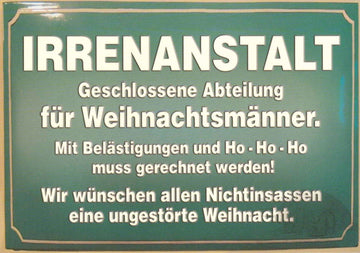 IRRENANSTALT
Geschlossene Abteilung
für Weihnachtsmänner.
Mit Belästigungen und Ho - Ho - Ho
muss gerechnet werden!
Wir wünschen allen Nichtinsassen
eine ungestörte Weihnacht.